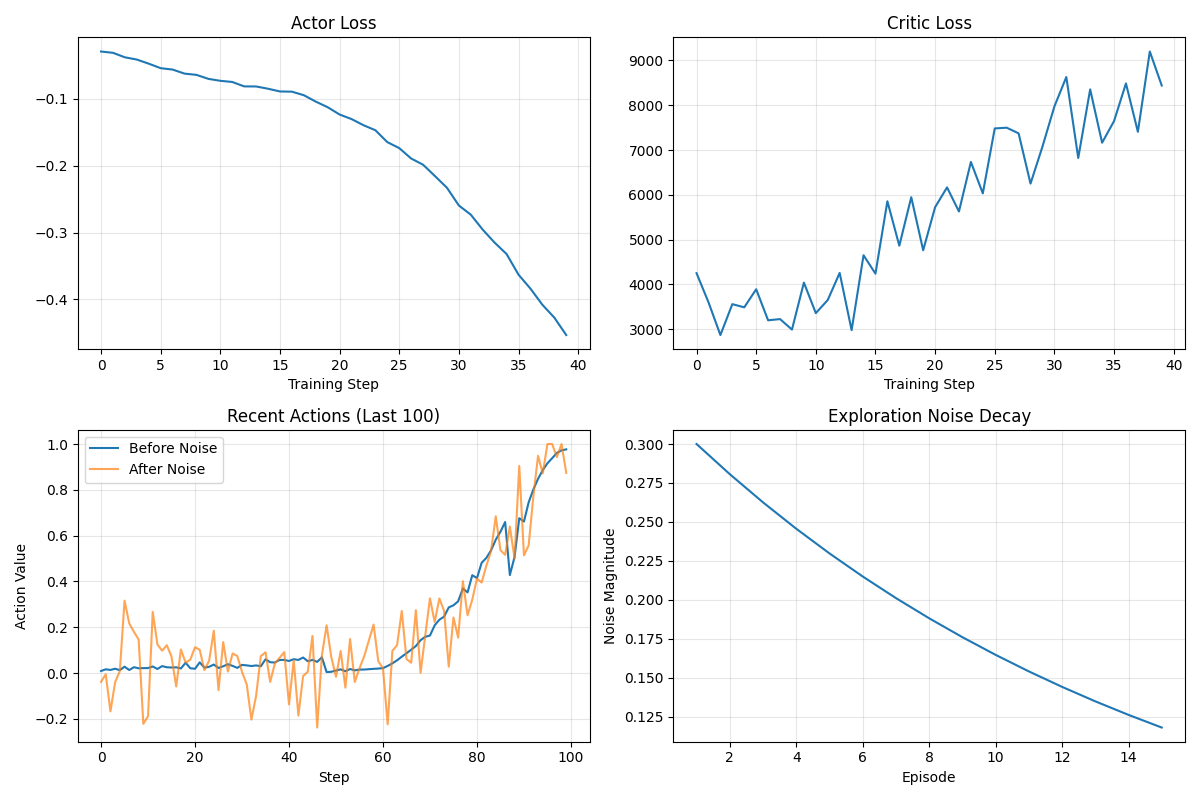 Actor Loss
−0.1
−0.2
−0.3
−0.4
0 5 10 15 20 25 30 35 40
Training Step
Critic Loss
9000
8000
7000
6000
5000
4000
3000
0 5 10 15 20 25 30 35 40
Training Step
Recent Actions (Last 100)
Before Noise
After Noise
Action Value
1.0
0.8
0.6
0.4
0.2
0.0
−0.2
0 20 40 60 80 100
Step
Exploration Noise Decay
Noise Magnitude
0.300
0.275
0.250
0.225
0.200
0.175
0.150
0.125
2 4 6 8 10 12 14
Episode